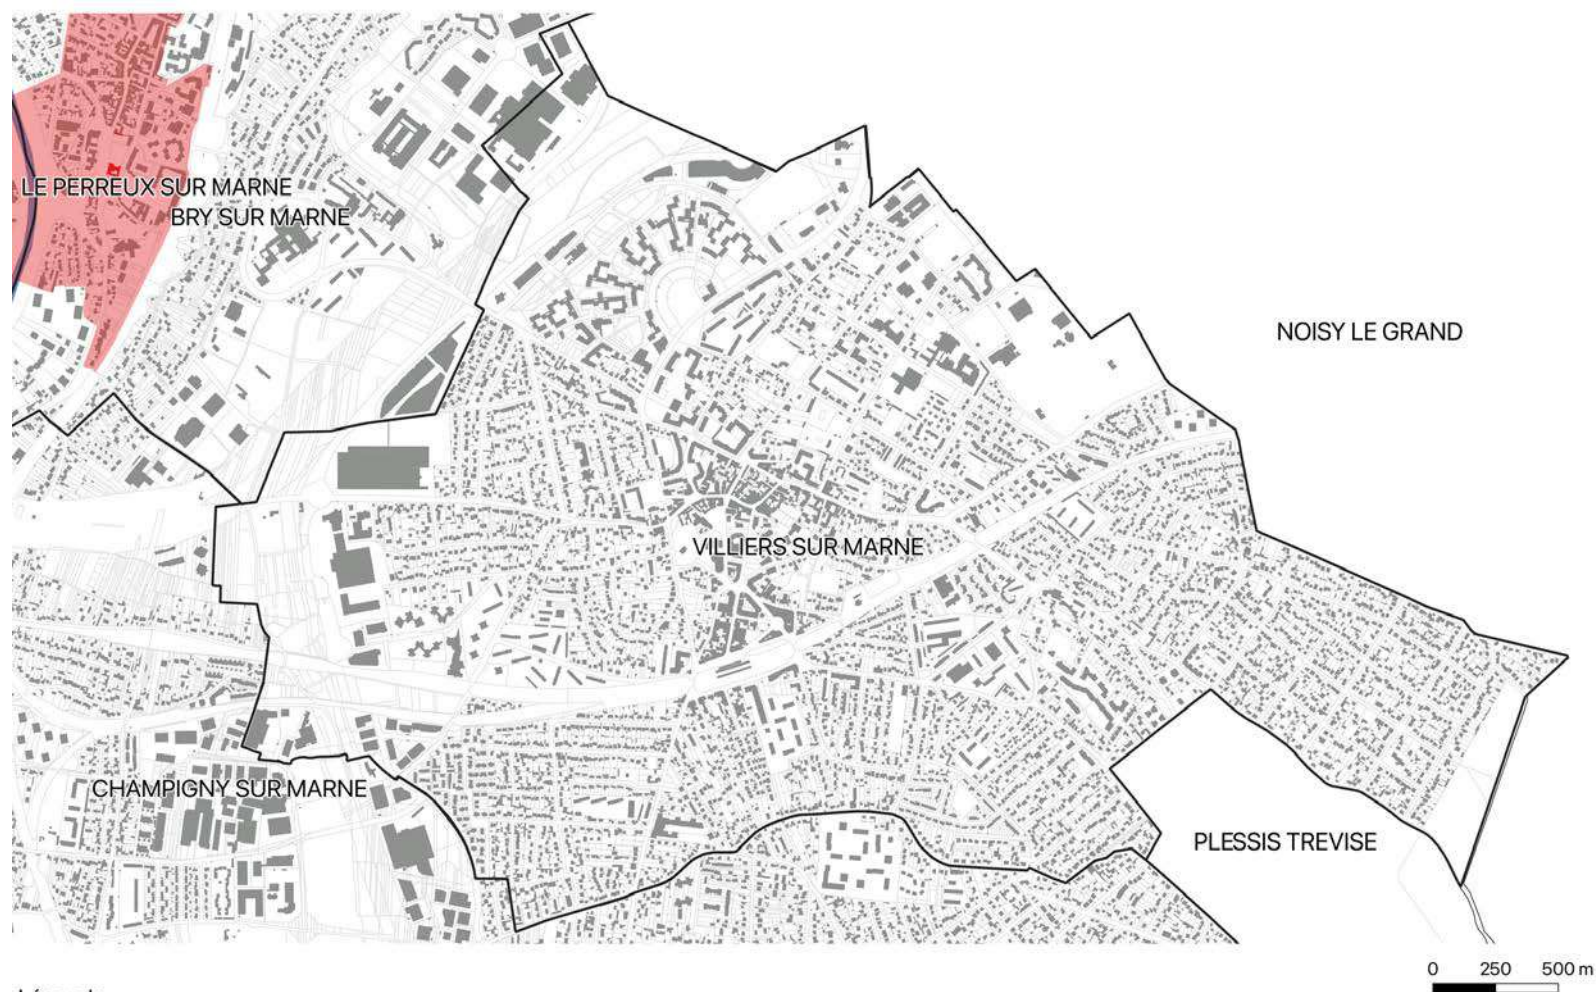 LE PERREUX SUR MARNE
BRY SUR MARNE
NOISY LE GRAND
VILLIERS SUR MARNE
CHAMPIGNY SUR MARNE
PLESSIS TREVISE
0 250 500 m